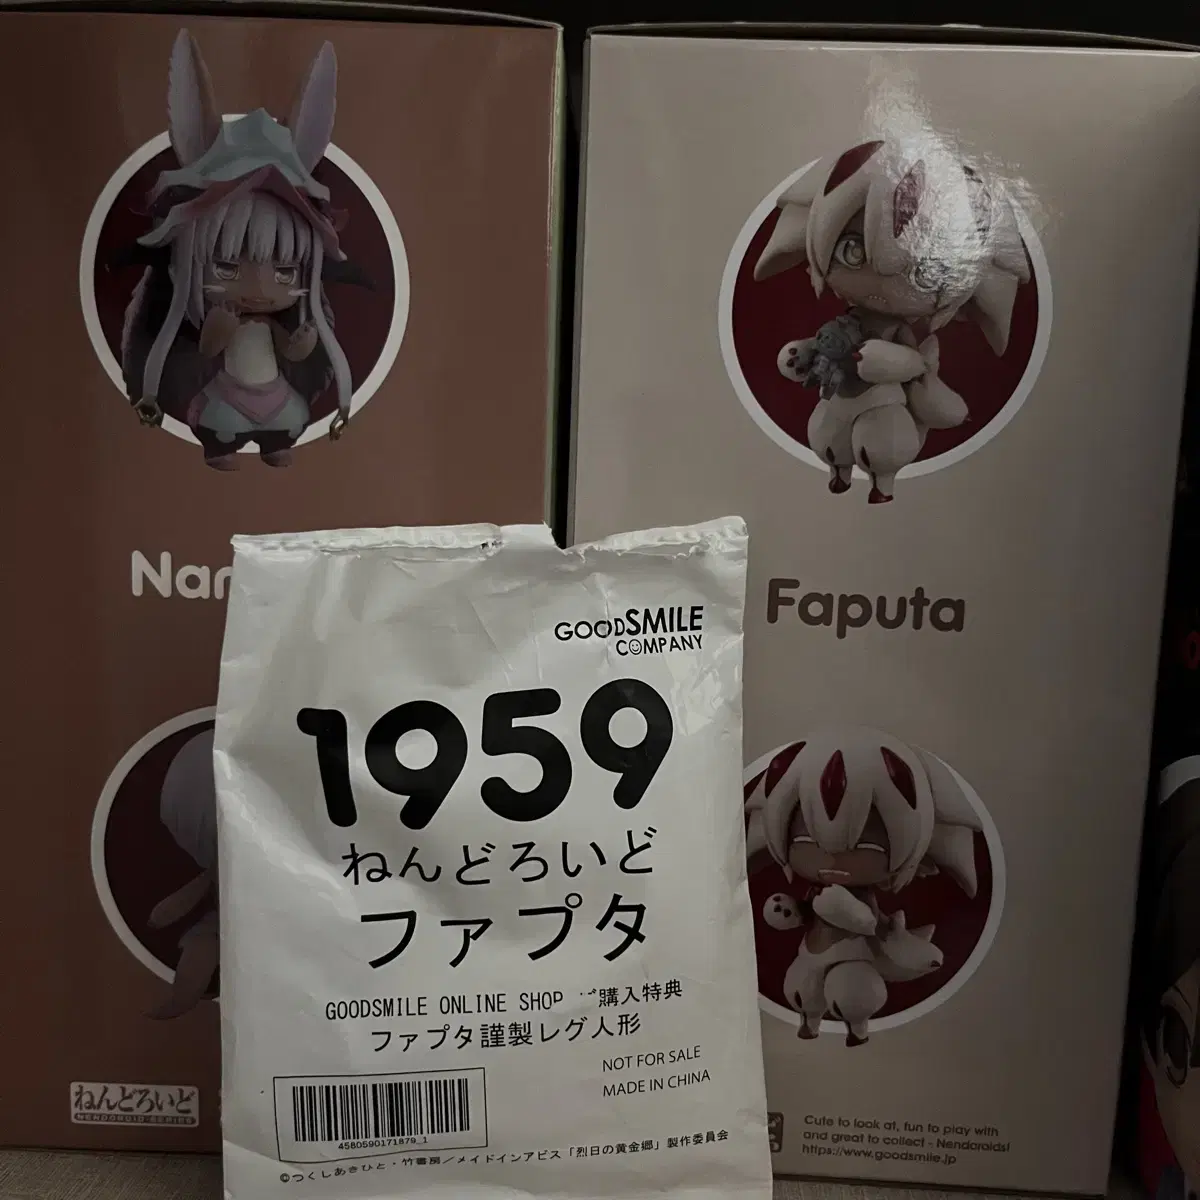 Nan
Faputa
GOODSMILE
COMPANY
1959
ねんどろいど
ファプタ
GOODSMILE ONLINE SHOP ご購入特典
ファプタ謹製レグ人形
NOT FOR SALE
MADE IN CHINA
4580590171879_1
©つくしあきひと・竹書房/メイドインアビス「烈日の黄金郷」製作委員会
ねんどろいど
NENDOROID SERIES
Cute to look at, fun to play with
and great to collect - Nendoroids!
https://www.goodsmile.jp